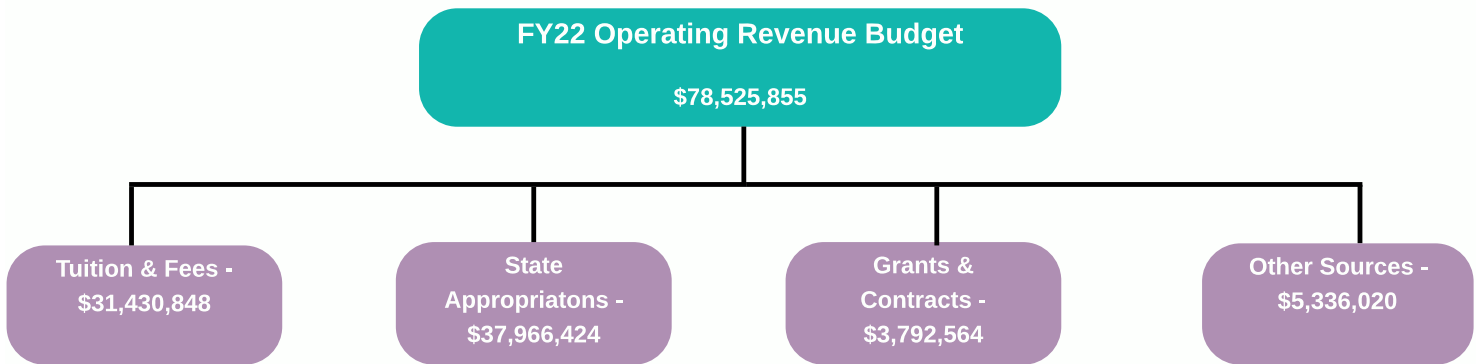 FY22 Operating Revenue Budget
$78,525,855
Tuition & Fees -
$31,430,848
State
Appropriatons -
$37,966,424
Grants &
Contracts -
$3,792,564
Other Sources -
$5,336,020